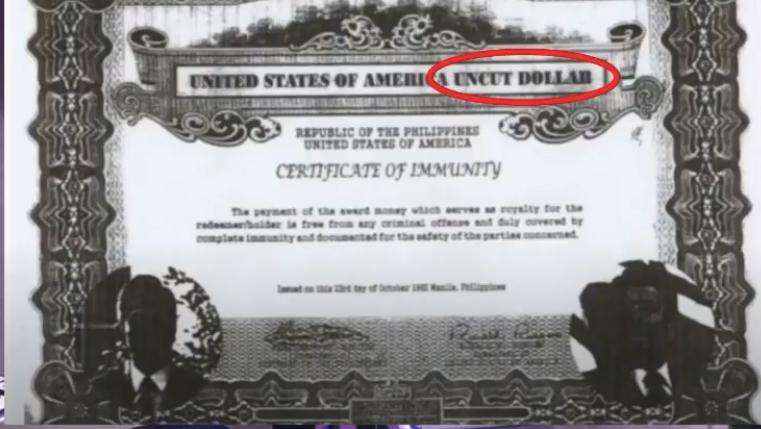 UNITED STATES OF AMERICA UNCUT DOLLAR
REPUBLIC OF THE PHILIPPINES
UNITED STATES OF AMERICA
CERTIFICATE OF IMMUNITY
The payment of the award money which serves as royalty for the
redeemer/holder is free from any criminal offense and duly covered by
complete immunity and documented for the safety of the parties concerned.
Issued on this 23rd day of October 1992 Manila, Philippines